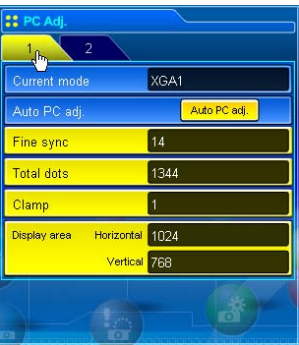 PC Adj.
1 2
Current mode XGA1
Auto PC adj. Auto PC adj.
Fine sync 14
Total dots 1344
Clamp 1
Display area Horizontal 1024
Vertical 768